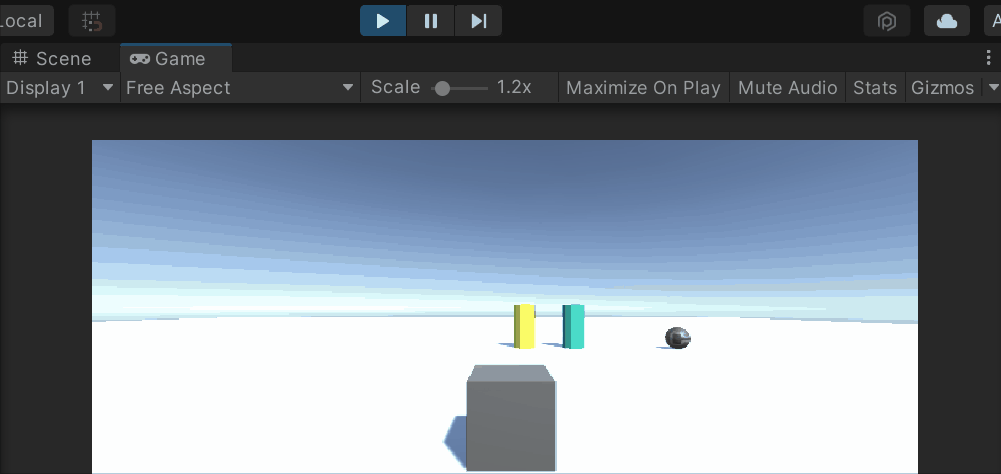 Local
Scene Game
Display 1 Free Aspect Scale 1.2x Maximize On Play Mute Audio Stats Gizmos